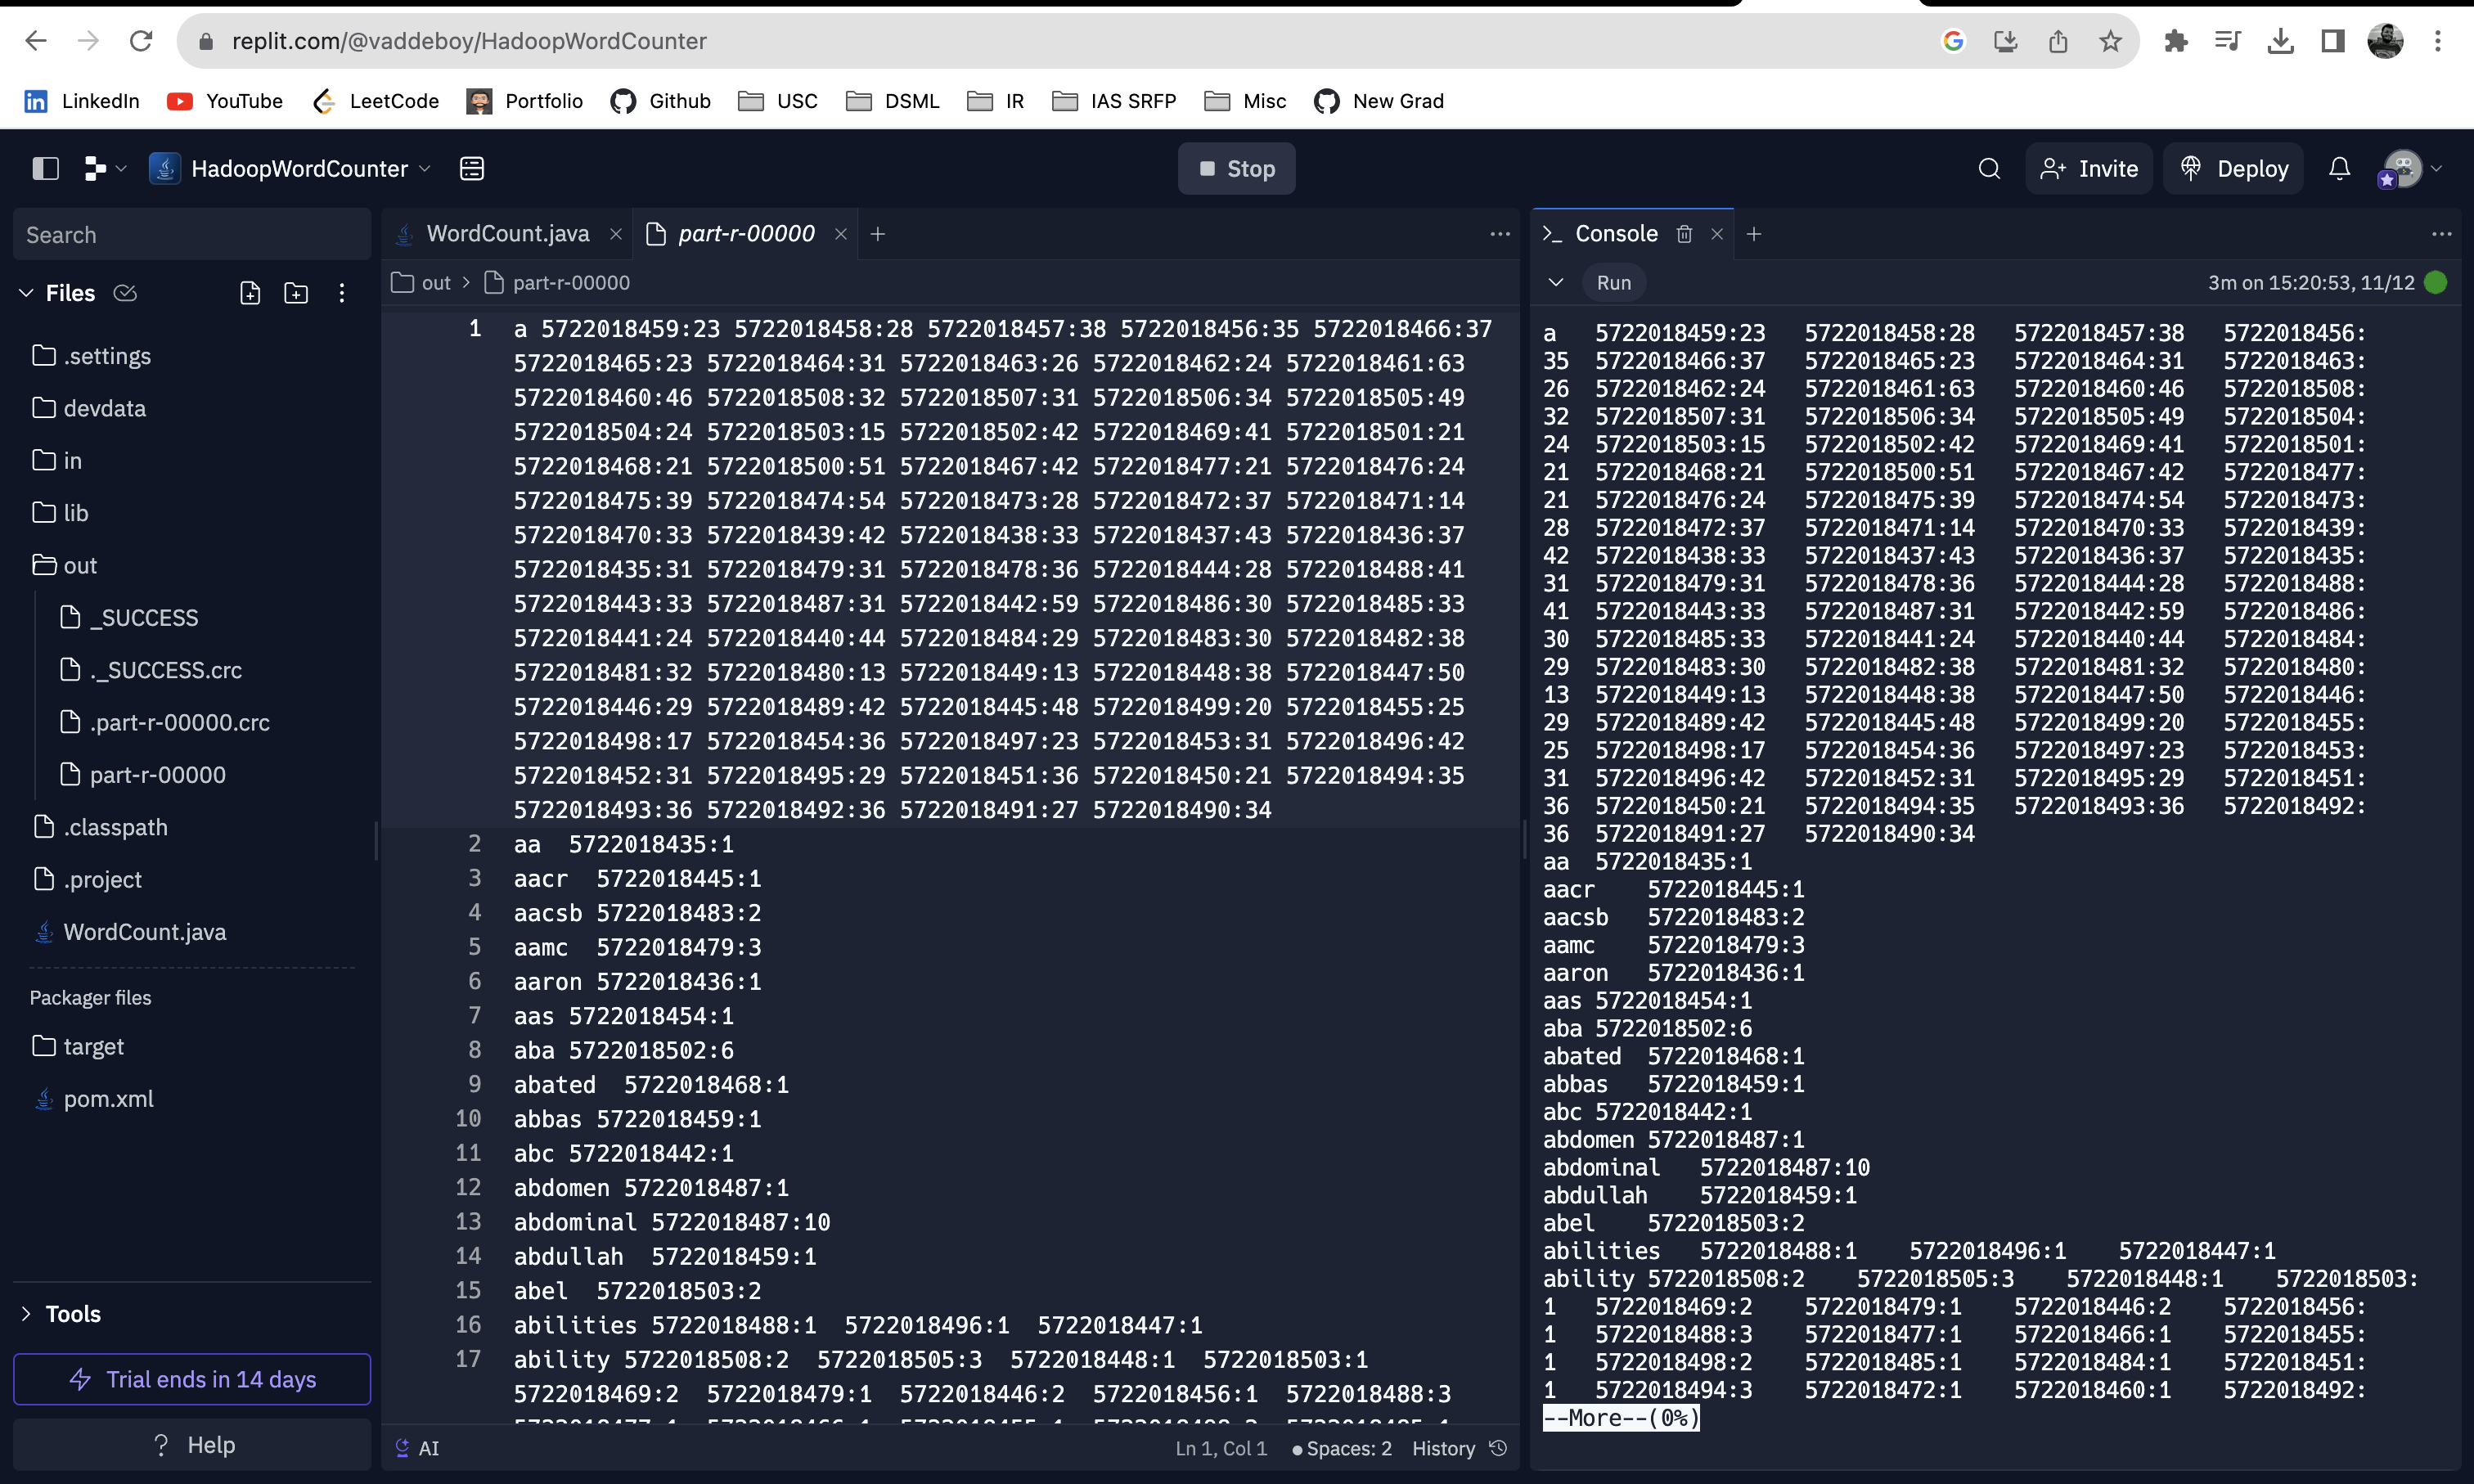 replit.com/@vaddeboy/HadoopWordCounter
LinkedIn YouTube LeetCode Portfolio Github USC DSML IR IAS SRFP Misc New Grad
HadoopWordCounter Stop Invite Deploy
Search
Files
.settings
devdata
in
lib
out
_SUCCESS
._SUCCESS.crc
.part-r-00000.crc
part-r-00000
.classpath
.project
WordCount.java
Packager files
target
pom.xml
Tools
Trial ends in 14 days
? Help
WordCount.java part-r-00000
out > part-r-00000
1 a 5722018459:23 5722018458:28 5722018457:38 5722018456:35 5722018466:37
5722018465:23 5722018464:31 5722018463:26 5722018462:24 5722018461:63
5722018460:46 5722018508:32 5722018507:31 5722018506:34 5722018505:49
5722018504:24 5722018503:15 5722018502:42 5722018469:41 5722018501:21
5722018468:21 5722018500:51 5722018467:42 5722018477:21 5722018476:24
5722018475:39 5722018474:54 5722018473:28 5722018472:37 5722018471:14
5722018470:33 5722018439:42 5722018438:33 5722018437:43 5722018436:37
5722018435:31 5722018479:31 5722018478:36 5722018444:28 5722018488:41
5722018443:33 5722018487:31 5722018442:59 5722018486:30 5722018485:33
5722018441:24 5722018440:44 5722018484:29 5722018483:30 5722018482:38
5722018481:32 5722018480:13 5722018449:13 5722018448:38 5722018447:50
5722018446:29 5722018489:42 5722018445:48 5722018499:20 5722018455:25
5722018498:17 5722018454:36 5722018497:23 5722018453:31 5722018496:42
5722018452:31 5722018495:29 5722018451:36 5722018450:21 5722018494:35
5722018493:36 5722018492:36 5722018491:27 5722018490:34
2 aa 5722018435:1
3 aacr 5722018445:1
4 aacsb 5722018483:2
5 aamc 5722018479:3
6 aaron 5722018436:1
7 aas 5722018454:1
8 aba 5722018502:6
9 abated 5722018468:1
10 abbas 5722018459:1
11 abc 5722018442:1
12 abdomen 5722018487:1
13 abdominal 5722018487:10
14 abdullah 5722018459:1
15 abel 5722018503:2
16 abilities 5722018488:1 5722018496:1 5722018447:1
17 ability 5722018508:2 5722018505:3 5722018448:1 5722018503:1
5722018469:2 5722018479:1 5722018446:2 5722018456:1 5722018488:3
AI Ln 1, Col 1 Spaces: 2 History
Console
Run 3m on 15:20:53, 11/12
a 5722018459:23 5722018458:28 5722018457:38 5722018456:
35 5722018466:37 5722018465:23 5722018464:31 5722018463:
26 5722018462:24 5722018461:63 5722018460:46 5722018508:
32 5722018507:31 5722018506:34 5722018505:49 5722018504:
24 5722018503:15 5722018502:42 5722018469:41 5722018501:
21 5722018468:21 5722018500:51 5722018467:42 5722018477:
21 5722018476:24 5722018475:39 5722018474:54 5722018473:
28 5722018472:37 5722018471:14 5722018470:33 5722018439:
42 5722018438:33 5722018437:43 5722018436:37 5722018435:
31 5722018479:31 5722018478:36 5722018444:28 5722018488:
41 5722018443:33 5722018487:31 5722018442:59 5722018486:
30 5722018485:33 5722018441:24 5722018440:44 5722018484:
29 5722018483:30 5722018482:38 5722018481:32 5722018480:
13 5722018449:13 5722018448:38 5722018447:50 5722018446:
29 5722018489:42 5722018445:48 5722018499:20 5722018455:
25 5722018498:17 5722018454:36 5722018497:23 5722018453:
31 5722018496:42 5722018452:31 5722018495:29 5722018451:
36 5722018450:21 5722018494:35 5722018493:36 5722018492:
36 5722018491:27 5722018490:34
aa 5722018435:1
aacr 5722018445:1
aacsb 5722018483:2
aamc 5722018479:3
aaron 5722018436:1
aas 5722018454:1
aba 5722018502:6
abated 5722018468:1
abbas 5722018459:1
abc 5722018442:1
abdomen 5722018487:1
abdominal 5722018487:10
abdullah 5722018459:1
abel 5722018503:2
abilities 5722018488:1 5722018496:1 5722018447:1
ability 5722018508:2 5722018505:3 5722018448:1 5722018503:
1 5722018469:2 5722018479:1 5722018446:2 5722018456:
1 5722018488:3 5722018477:1 5722018466:1 5722018455:
1 5722018498:2 5722018485:1 5722018484:1 5722018451:
1 5722018494:3 5722018472:1 5722018460:1 5722018492:
--More--(0%)